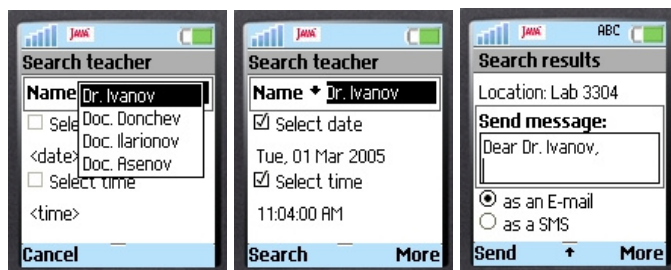 JAVA
Search teacher
Name Dr. Ivanov
Doc. Donchev
Doc. Ilarionov
Doc. Asenov
Sele
<date>
Select time
<time>
Cancel
JAVA
Search teacher
Name Dr. Ivanov
Select date
Tue, 01 Mar 2005
Select time
11:04:00 AM
Search More
JAVA ABC
Search results
Location: Lab 3304
Send message:
Dear Dr. Ivanov,
as an E-mail
as a SMS
Send More